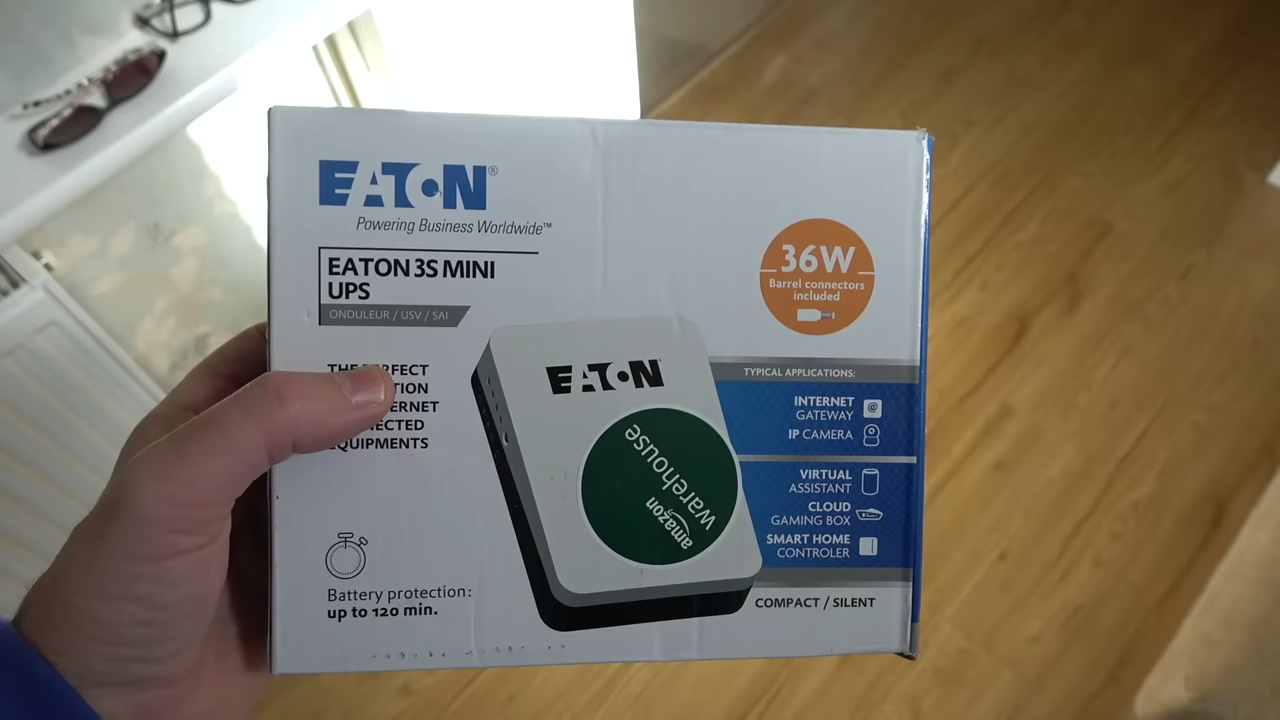 EATON®
Powering Business Worldwide™
EATON 3S MINI
UPS
ONDULEUR / USV / SAI
36W
Barrel connectors
included
THE
EQUIPMENTS
EATON
amazon
warehouse
TYPICAL APPLICATIONS:
INTERNET
GATEWAY
@
IP CAMERA
VIRTUAL
ASSISTANT
CLOUD
GAMING BOX
SMART HOME
CONTROLER
Battery protection:
up to 120 min.
COMPACT / SILENT